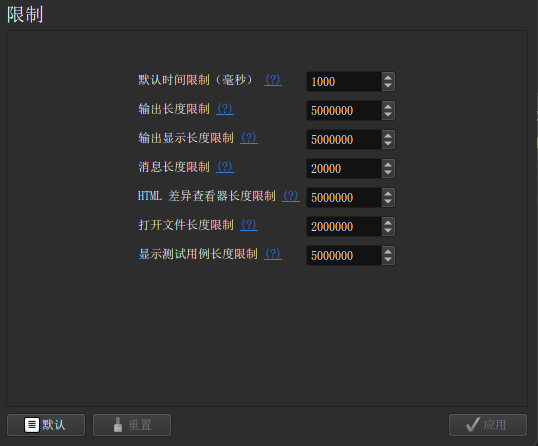 限制
默认时间限制（毫秒） (?) 1000
输出长度限制 (?) 5000000
输出显示长度限制 (?) 5000000
消息长度限制 (?) 20000
HTML 差异查看器长度限制 (?) 5000000
打开文件长度限制 (?) 2000000
显示测试用例长度限制 (?) 5000000
默认 重置 应用